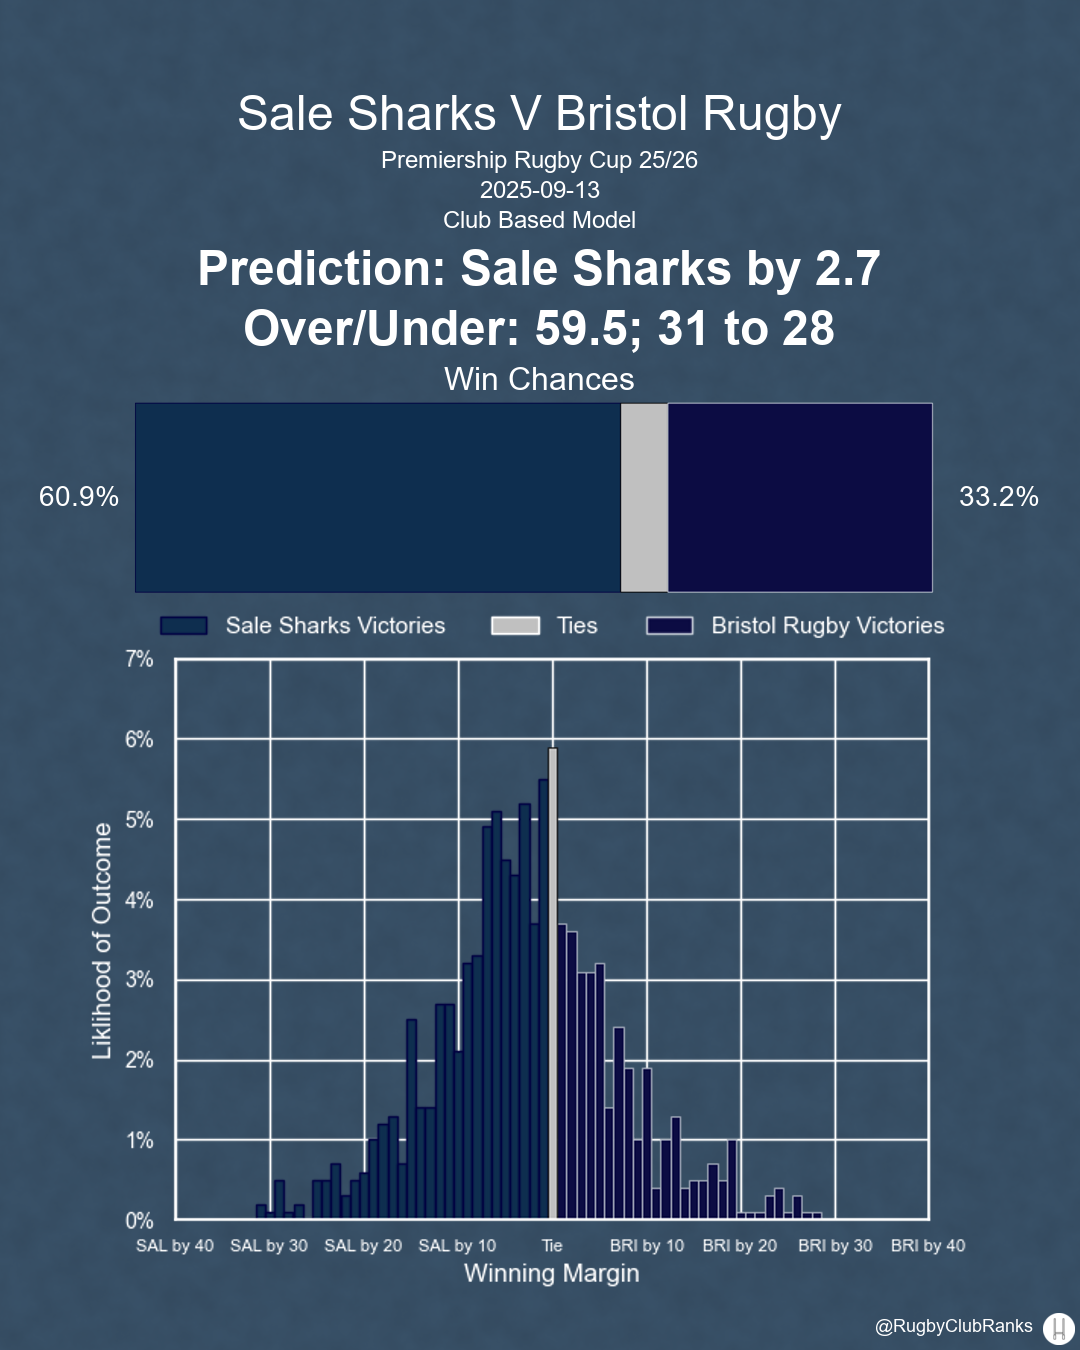 Sale Sharks V Bristol Rugby
Premiership Rugby Cup 25/26
2025-09-13
Club Based Model
Prediction: Sale Sharks by 2.7
Over/Under: 59.5; 31 to 28
Win Chances
60.9%
33.2%
Sale Sharks Victories Ties Bristol Rugby Victories
7%
6%
5%
4%
3%
2%
1%
0%
Liklihood of Outcome
SAL by 40 SAL by 30 SAL by 20 SAL by 10 Tie BRI by 10 BRI by 20 BRI by 30 BRI by 40
Winning Margin
@RugbyClubRanks